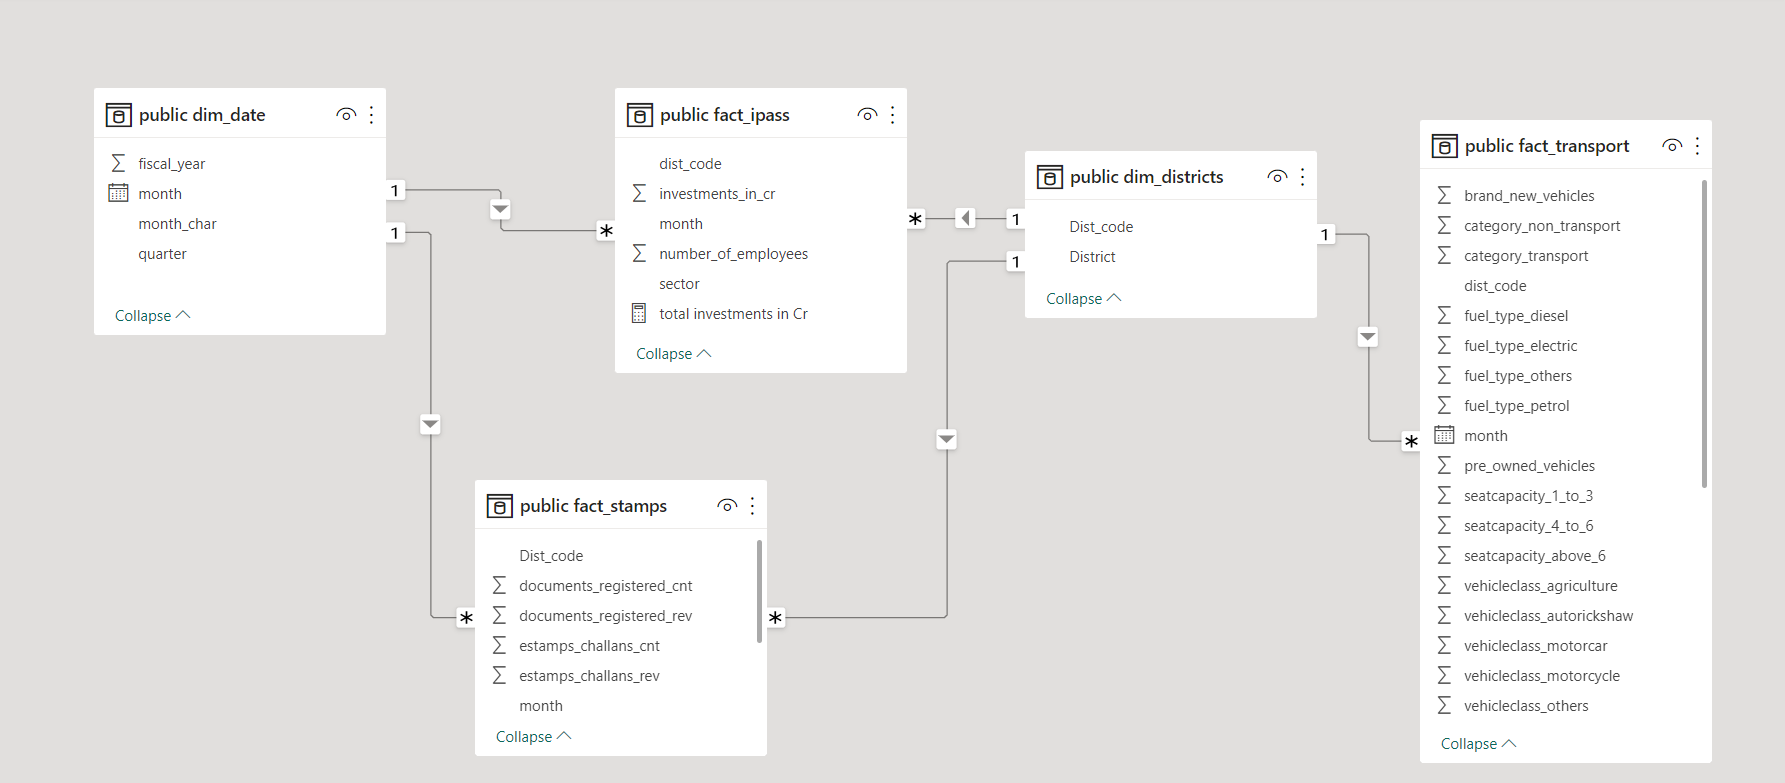 public dim_date
fiscal_year
month
month_char
quarter
Collapse
1
1
public fact_ipass
dist_code
investments_in_cr
month
number_of_employees
sector
total investments in Cr
Collapse
*
*
public dim_districts
Dist_code
District
Collapse
1
1
1
public fact_transport
brand_new_vehicles
category_non_transport
category_transport
dist_code
fuel_type_diesel
fuel_type_electric
fuel_type_others
fuel_type_petrol
month
pre_owned_vehicles
seatcapacity_1_to_3
seatcapacity_4_to_6
seatcapacity_above_6
vehicleclass_agriculture
vehicleclass_autorickshaw
vehicleclass_motorcar
vehicleclass_motorcycle
vehicleclass_others
Collapse
*
public fact_stamps
Dist_code
documents_registered_cnt
documents_registered_rev
estamps_challans_cnt
estamps_challans_rev
month
Collapse
*
*